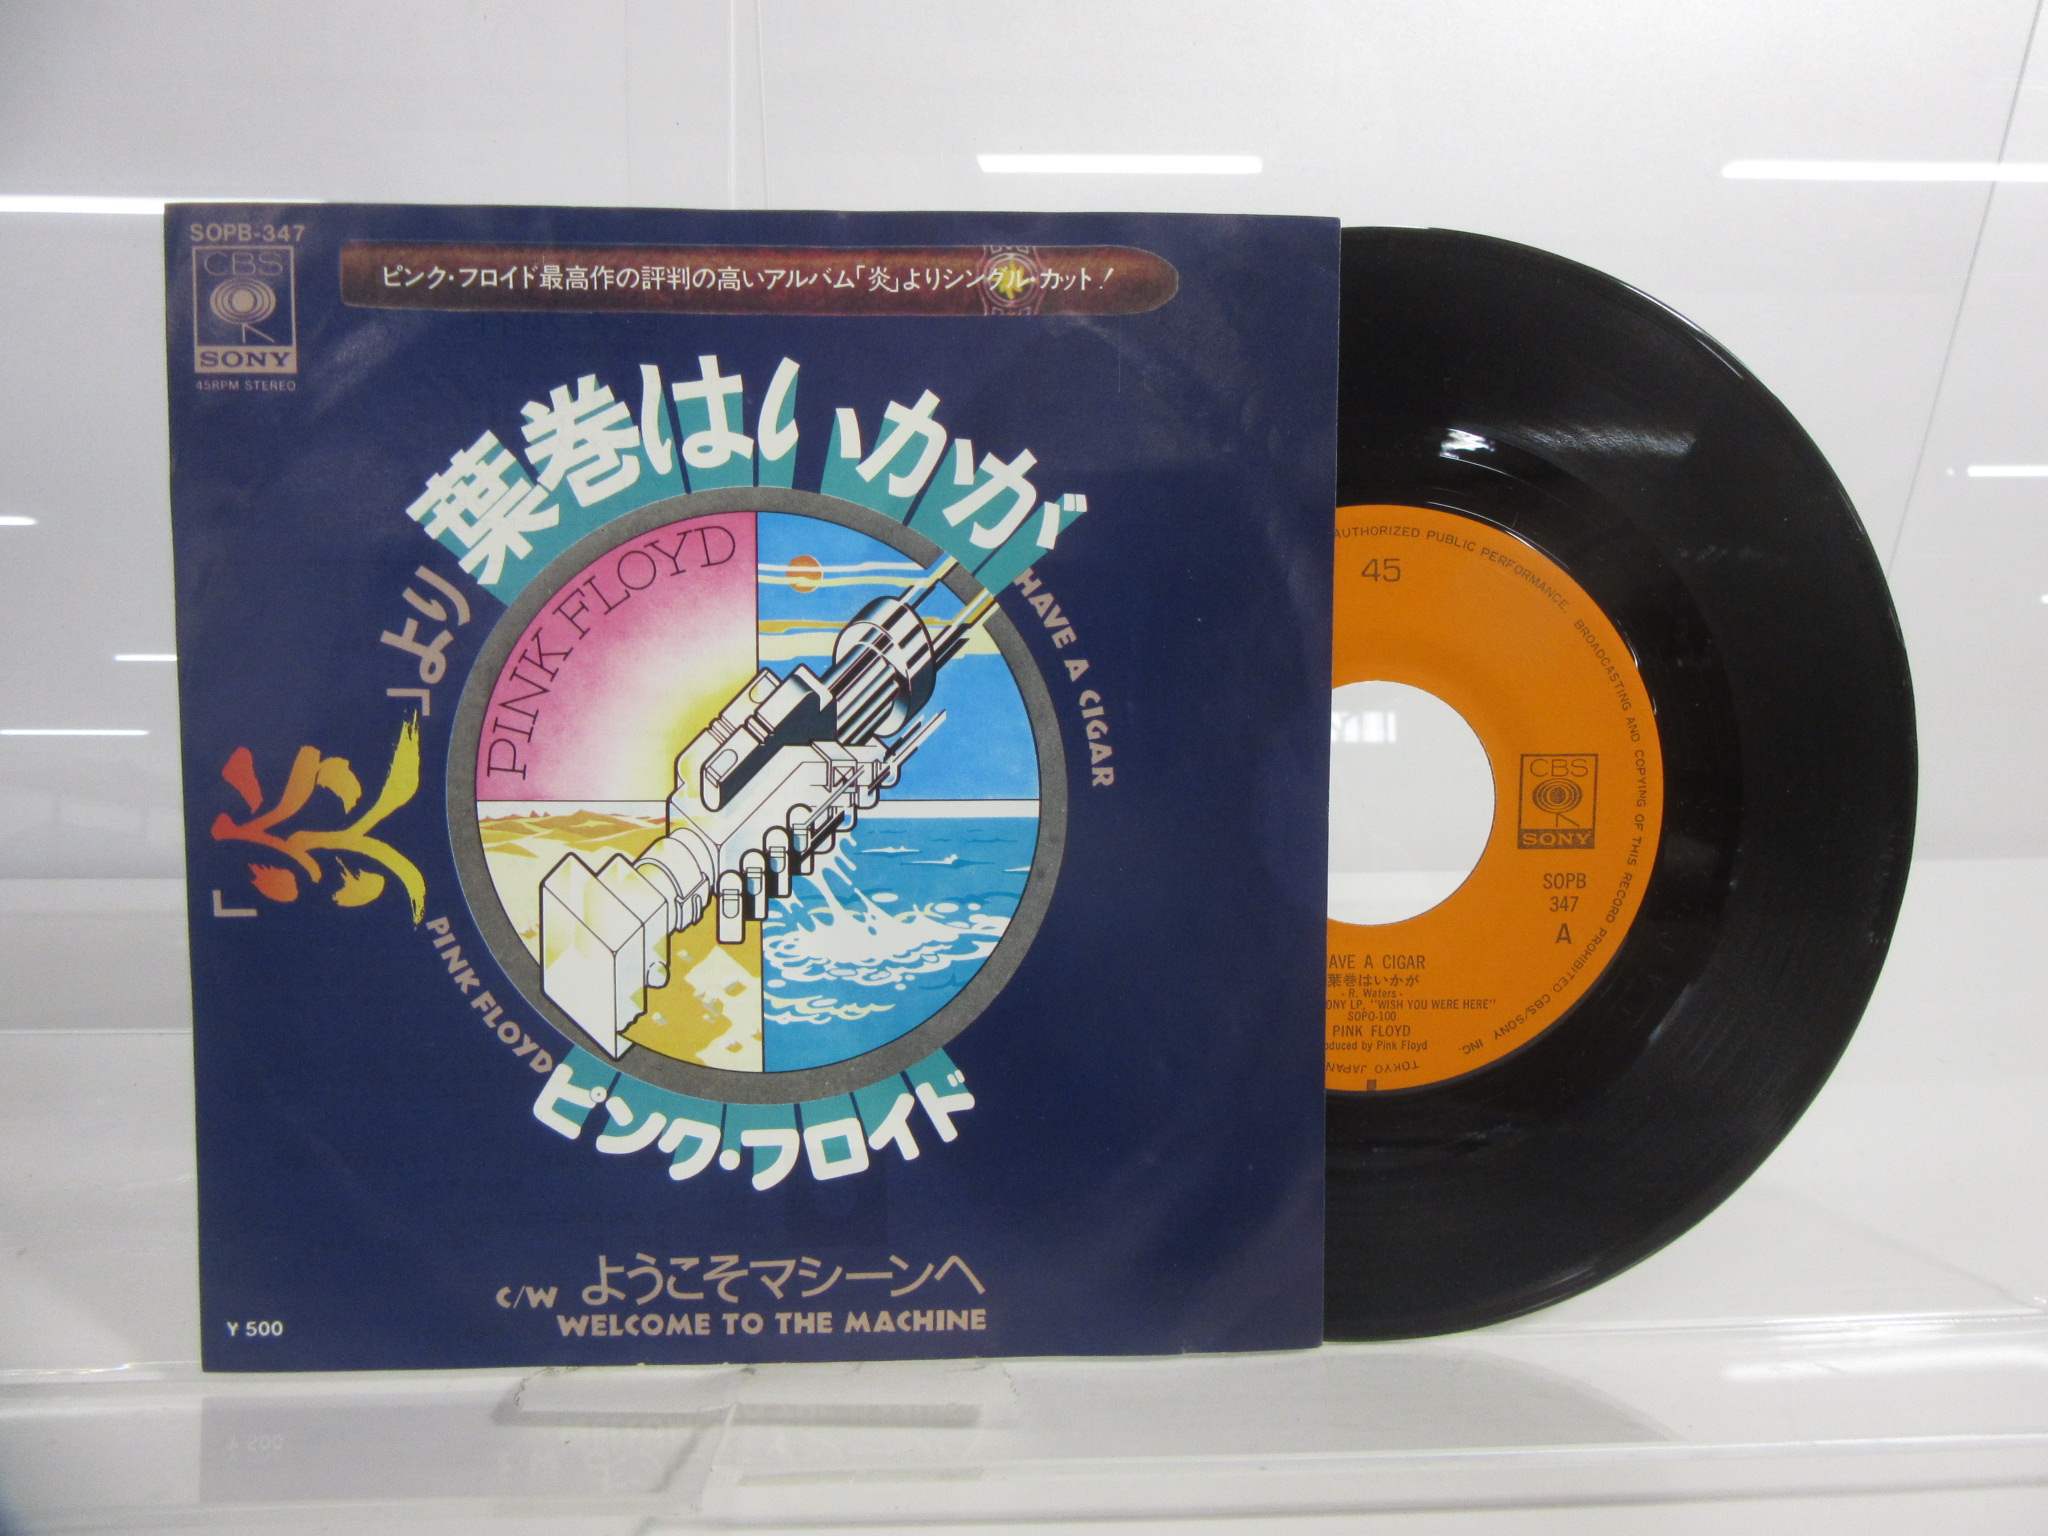 SOPB-347
CBS
SONY
45RPM STEREO
ピンク・フロイド最高作の評判の高いアルバム「炎」よりシングル・カット!
葉巻はいかが
HAVE A CIGAR
「炎」より
PINK FLOYD
PINK FLOYD
ピンク・フロイド
C/W ようこそマシーンへ
WELCOME TO THE MACHINE
Y 500
AUTHORIZED PUBLIC PERFORMANCE, BROADCASTING AND COPYING OF THIS RECORD PROHIBITED CBS/SONY INC.
TOKYO JAPAN
45
CBS
SONY
SOPB
347
A
AVE A CIGAR
葉巻はいかが
- R. Waters -
ONY LP, "WISH YOU WERE HERE"
SOPO-100
PINK FLOYD
oduced by Pink Floyd